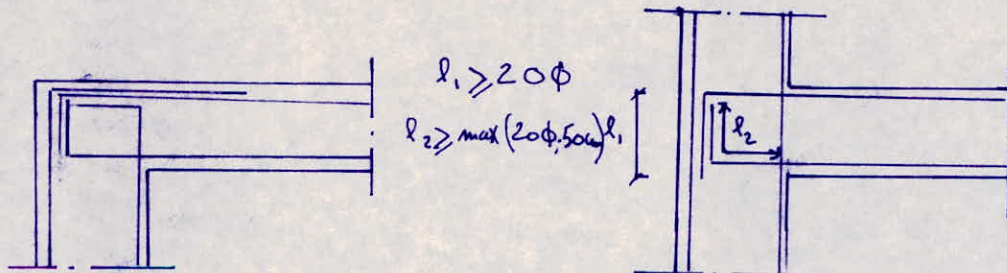 l₁ ≥ 20Φ
l₂ ≥ max(20Φ; 50cm)
l₁
l₂